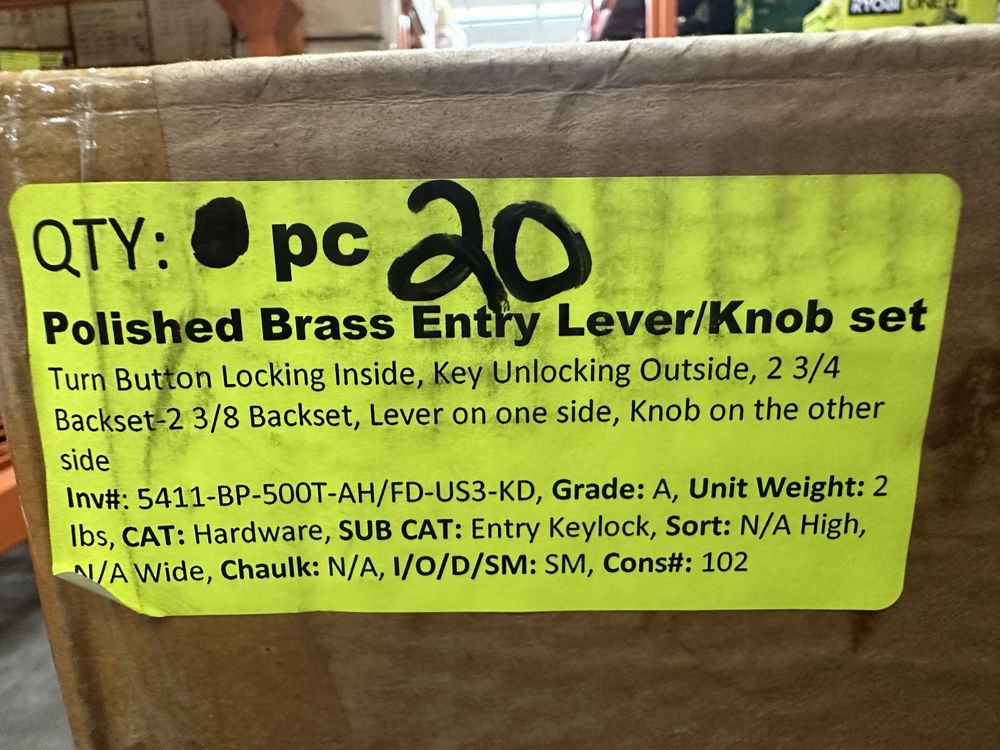 RYOBI ONE+
QTY: pc 20
Polished Brass Entry Lever/Knob set
Turn Button Locking Inside, Key Unlocking Outside, 2 3/4
Backset-2 3/8 Backset, Lever on one side, Knob on the other
side
Inv#: 5411-BP-500T-AH/FD-US3-KD, Grade: A, Unit Weight: 2
lbs, CAT: Hardware, SUB CAT: Entry Keylock, Sort: N/A High,
N/A Wide, Chaulk: N/A, I/O/D/SM: SM, Cons#: 102